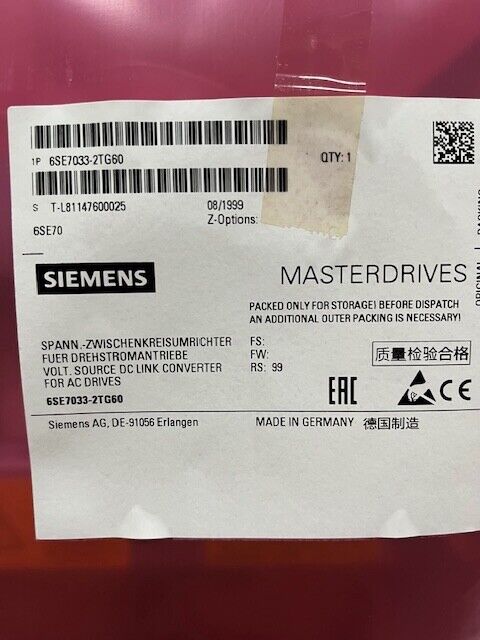 1P 6SE7033-2TG60
QTY: 1
S T-L81147600025
08/1999
Z-Options:
6SE70
SIEMENS
MASTERDRIVES
PACKED ONLY FOR STORAGE! BEFORE DISPATCH
AN ADDITIONAL OUTER PACKING IS NECESSARY!
SPANN.-ZWISCHENKREISUMRICHTER
FUER DREHSTROMANTRIEBE
VOLT. SOURCE DC LINK CONVERTER
FOR AC DRIVES
6SE7033-2TG60
FS:
FW:
RS: 99
质量检验合格
EAC
CE
Siemens AG, DE-91056 Erlangen
MADE IN GERMANY 德国制造
ORIGINAL
PACKING